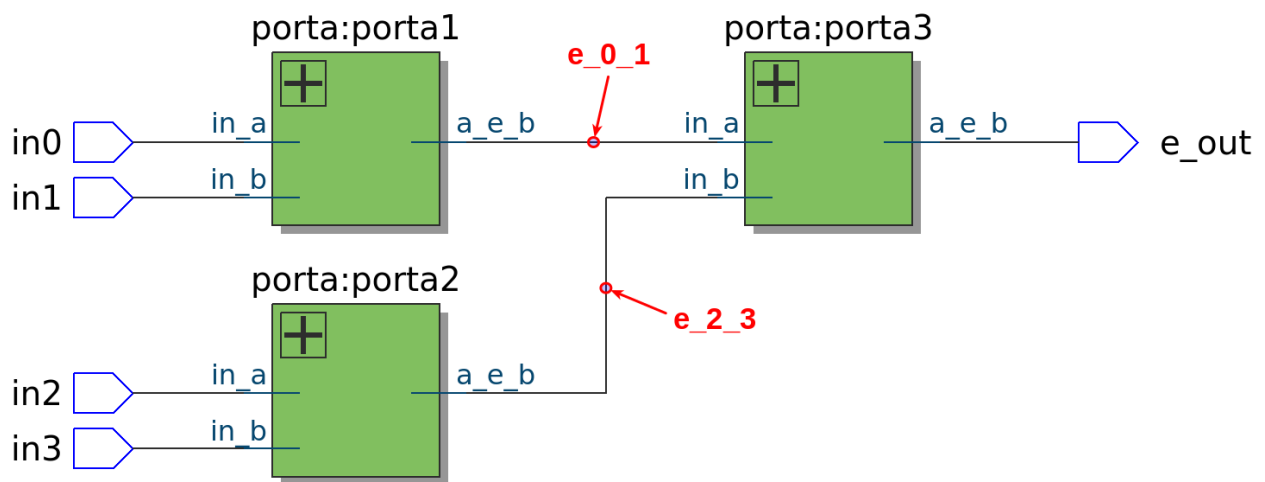 porta:porta1
porta:porta3
e_0_1
in0
in_a
a_e_b
in_a
a_e_b
e_out
in1
in_b
in_b
porta:porta2
e_2_3
in2
in_a
a_e_b
in3
in_b